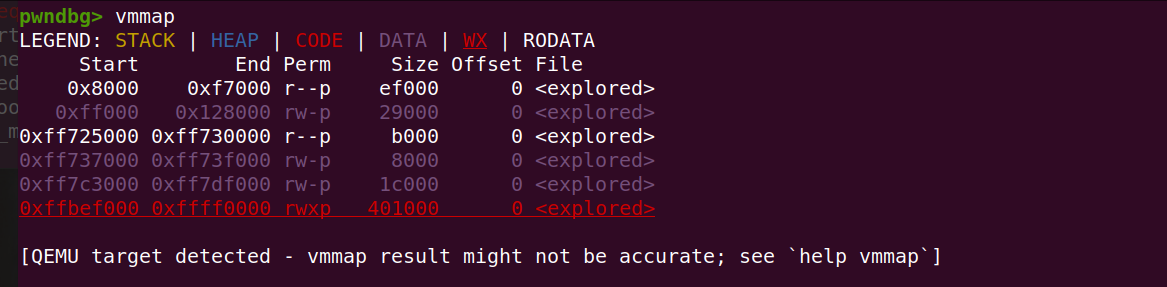 pwndbg> vmmap
LEGEND: STACK | HEAP | CODE | DATA | WX | RODATA
Start End Perm Size Offset File
0x8000 0xf7000 r--p ef000 0 <explored>
0xff000 0x128000 rw-p 29000 0 <explored>
0xff725000 0xff730000 r--p b000 0 <explored>
0xff737000 0xff73f000 rw-p 8000 0 <explored>
0xff7c3000 0xff7df000 rw-p 1c000 0 <explored>
0xffbef000 0xffff0000 rwxp 401000 0 <explored>
[QEMU target detected - vmmap result might not be accurate; see `help vmmap`]